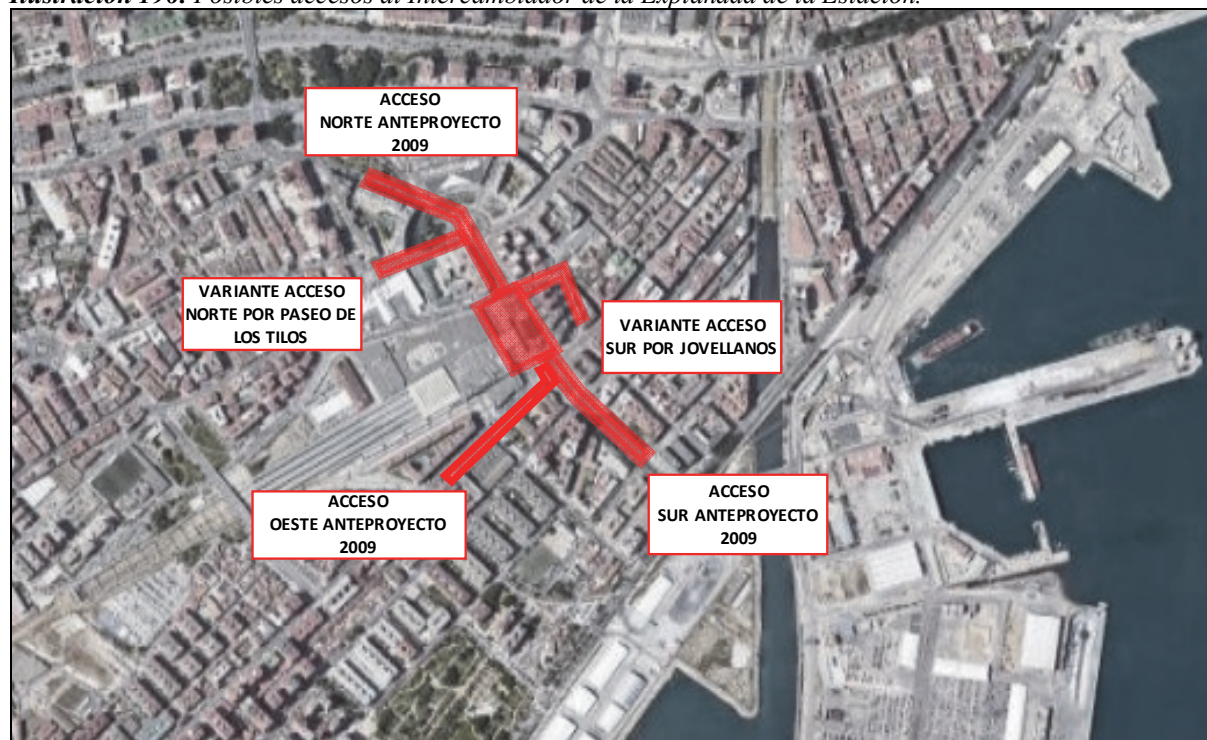 Ilustración 196. Posibles accesos al Intercambiador de la Explanada de la Estación.
ACCESO
NORTE ANTEPROYECTO
2009
VARIANTE ACCESO
NORTE POR PASEO DE
LOS TILOS
VARIANTE ACCESO
SUR POR JOVELLANOS
ACCESO
OESTE ANTEPROYECTO
2009
ACCESO
SUR ANTEPROYECTO
2009